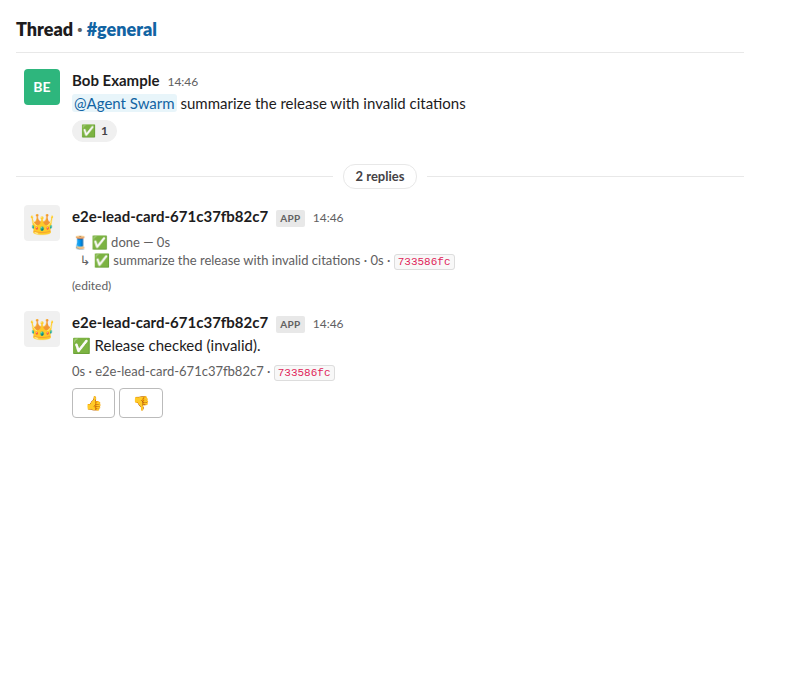 Thread • #general
BE
Bob Example 14:46
@Agent Swarm summarize the release with invalid citations
✅ 1
2 replies
e2e-lead-card-671c37fb82c7 APP 14:46
🧵 ✅ done — 0s
↳ ✅ summarize the release with invalid citations · 0s · 733586fc
(edited)
e2e-lead-card-671c37fb82c7 APP 14:46
✅ Release checked (invalid).
0s · e2e-lead-card-671c37fb82c7 · 733586fc
👍 👎